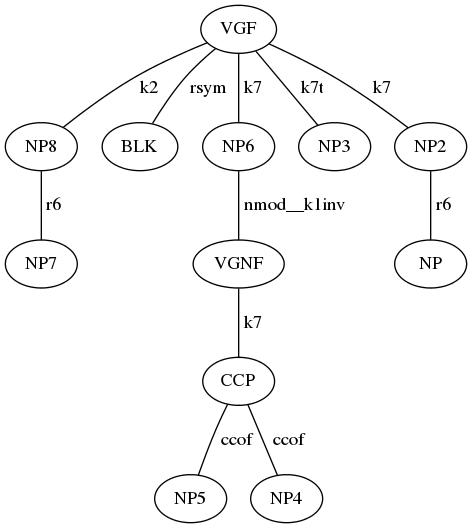 VGF
k2 rsym k7 k7t k7
NP8 BLK NP6 NP3 NP2
r6 nmod__k1inv r6
NP7 VGNF NP
k7
CCP
ccof ccof
NP5 NP4